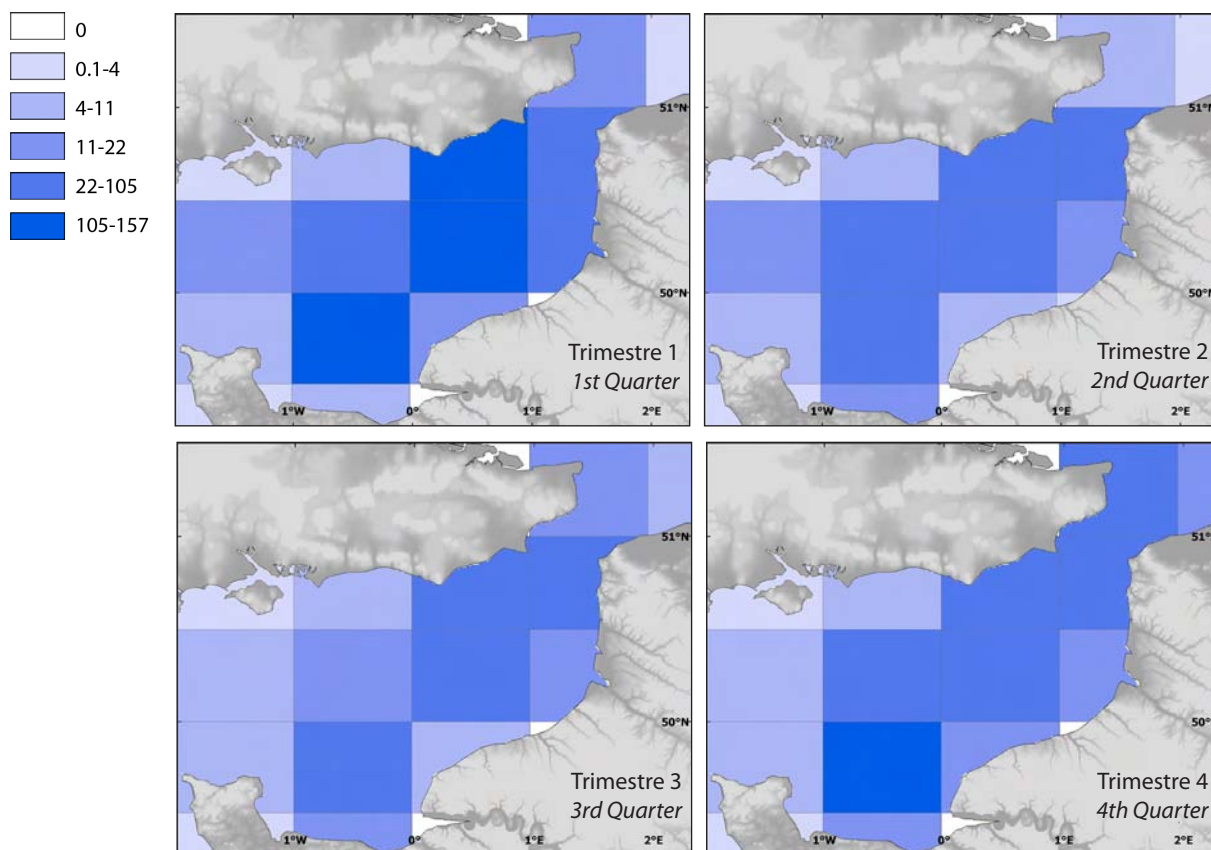 0
0.1-4
4-11
11-22
22-105
105-157
51°N
50°N
1°W
0°
1°E
2°E
Trimestre 1
1st Quarter
51°N
50°N
1°W
0°
1°E
2°E
Trimestre 2
2nd Quarter
51°N
50°N
1°W
0°
1°E
2°E
Trimestre 3
3rd Quarter
51°N
50°N
1°W
0°
1°E
2°E
Trimestre 4
4th Quarter